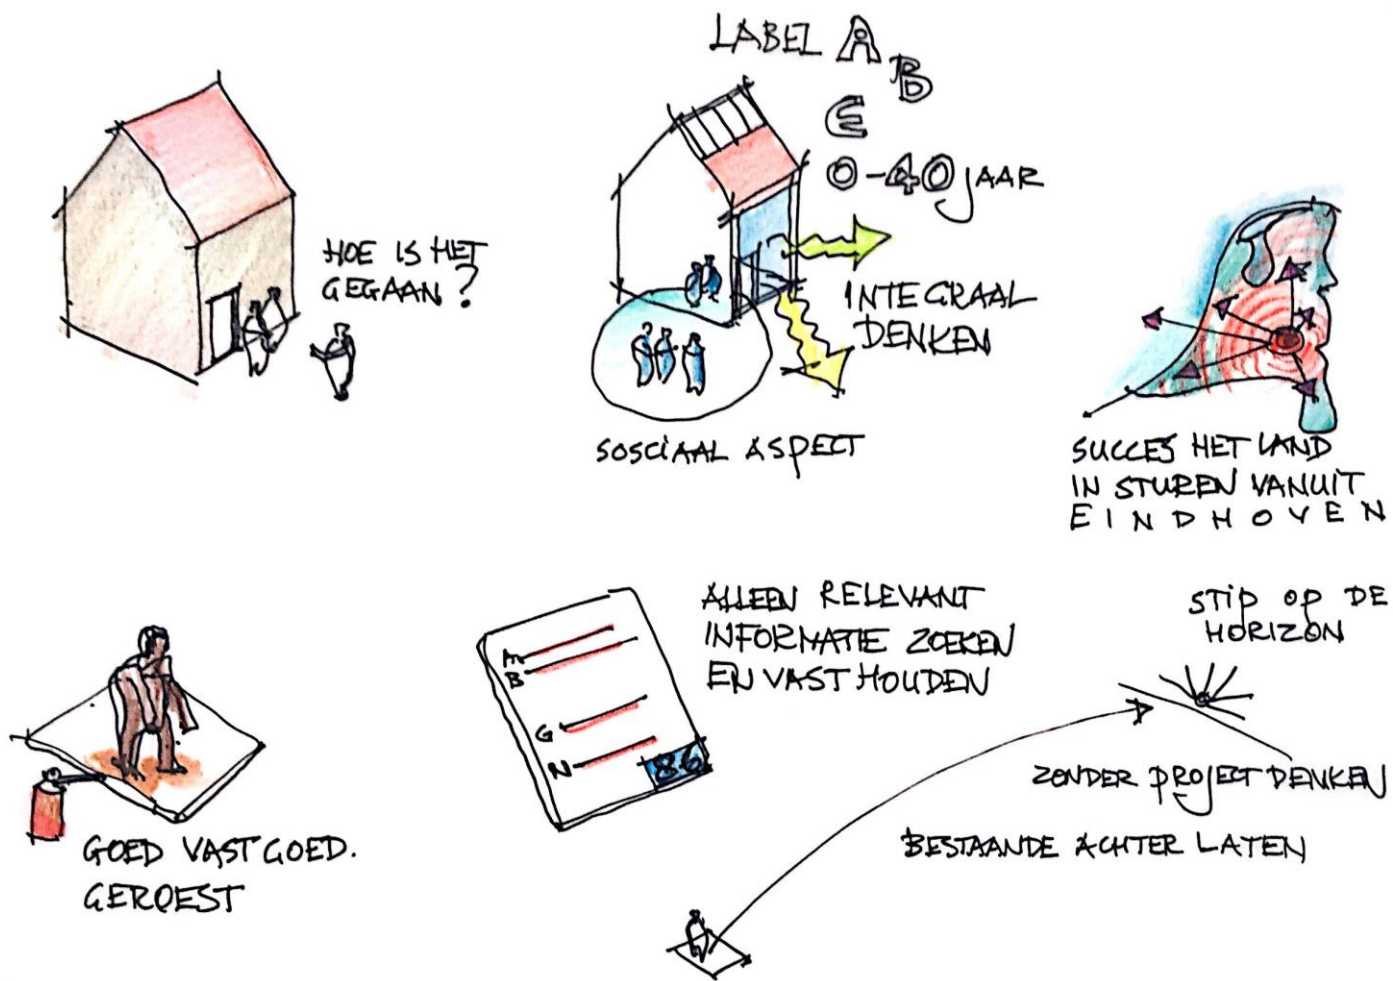 LABEL A
B
E
0-40 JAAR
HOE IS HET
GEGAAN?
INTEGRAAL
DENKEN
SOSCIAAL ASPECT
SUCCES HET LAND
IN STUREN VANUIT
EINDHOVEN
GOED VASTGOED.
GEROEST
A
B
G
N
86
ALLEEN RELEVANT
INFORMATIE ZOEKEN
EN VAST HOUDEN
STIP OP DE
HORIZON
ZONDER PROJECT DENKEN
BESTAANDE ACHTER LATEN